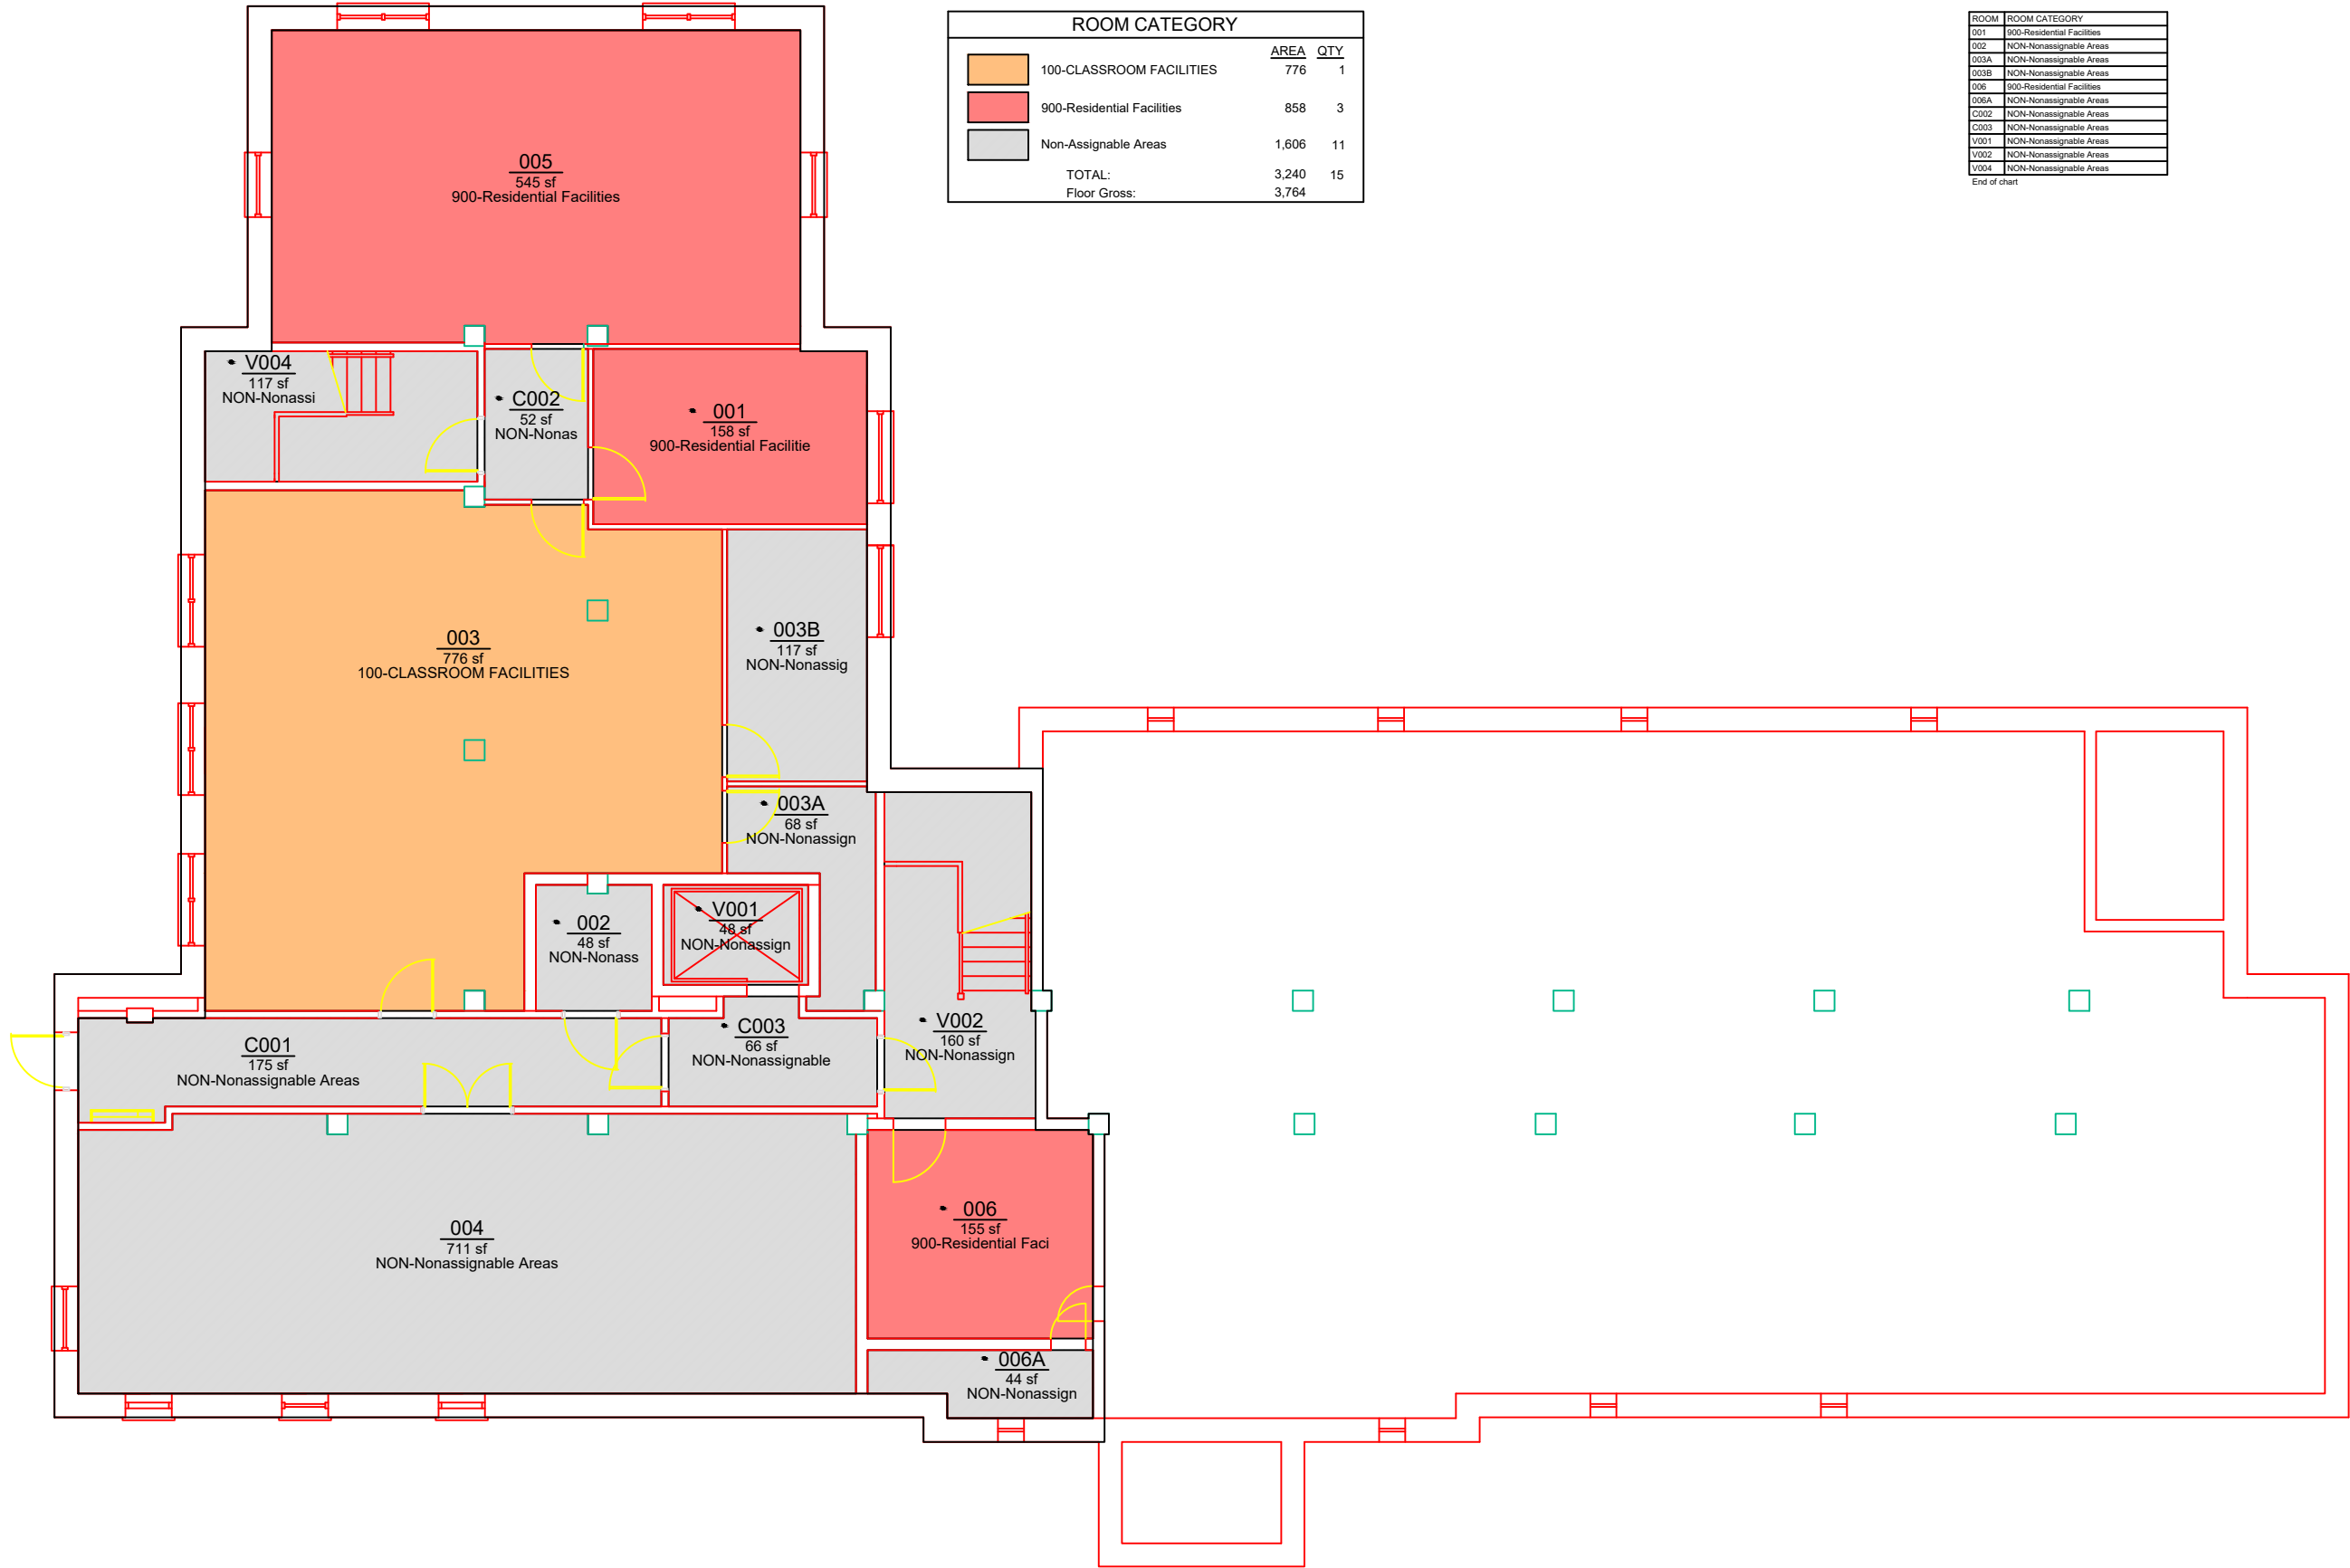 ROOM CATEGORY
AREA QTY
100-CLASSROOM FACILITIES 776 1
900-Residential Facilities 858 3
Non-Assignable Areas 1,606 11
TOTAL: 3,240 15
Floor Gross: 3,764
ROOM ROOM CATEGORY
001 900-Residential Facilities
002 NON-Nonassignable Areas
003A NON-Nonassignable Areas
003B NON-Nonassignable Areas
006 900-Residential Facilities
006A NON-Nonassignable Areas
C002 NON-Nonassignable Areas
C003 NON-Nonassignable Areas
V001 NON-Nonassignable Areas
V002 NON-Nonassignable Areas
V004 NON-Nonassignable Areas
End of chart
005
545 sf
900-Residential Facilities
V004
117 sf
NON-Nonassi
C002
52 sf
NON-Nonas
001
158 sf
900-Residential Facilitie
003
776 sf
100-CLASSROOM FACILITIES
003B
117 sf
NON-Nonassig
003A
68 sf
NON-Nonassign
002
48 sf
NON-Nonass
V001
48 sf
NON-Nonassign
C001
175 sf
NON-Nonassignable Areas
C003
66 sf
NON-Nonassignable
V002
160 sf
NON-Nonassign
004
711 sf
NON-Nonassignable Areas
006
155 sf
900-Residential Faci
006A
44 sf
NON-Nonassign